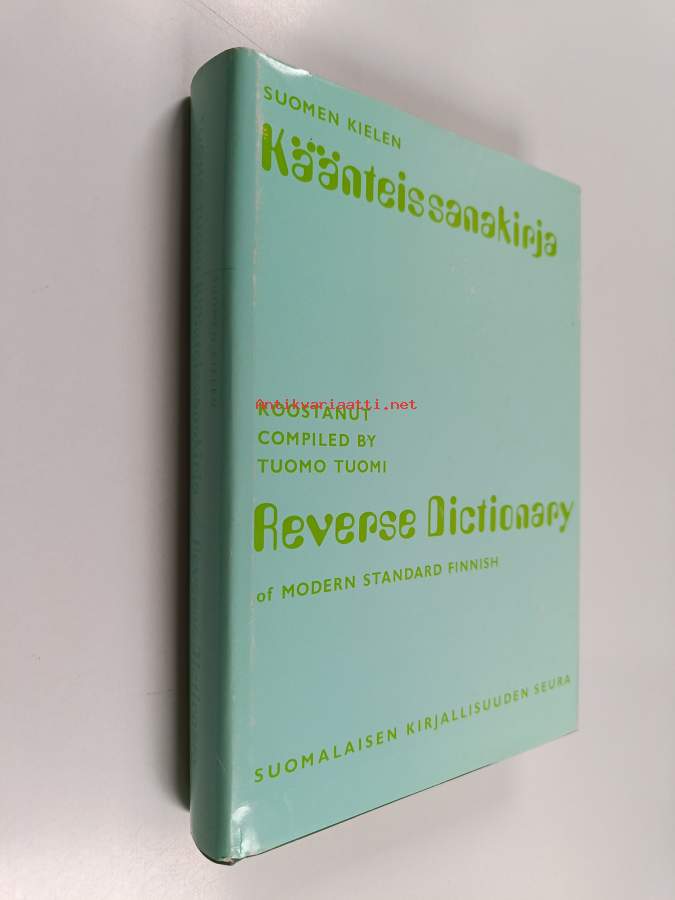 SUOMEN KIELEN
Käänteissanakirja
Antikvariaatti.net
KOOSTANUT
COMPILED BY
TUOMO TUOMI
Reverse Dictionary
of MODERN STANDARD FINNISH
SUOMALAISEN KIRJALLISUUDEN SEURA